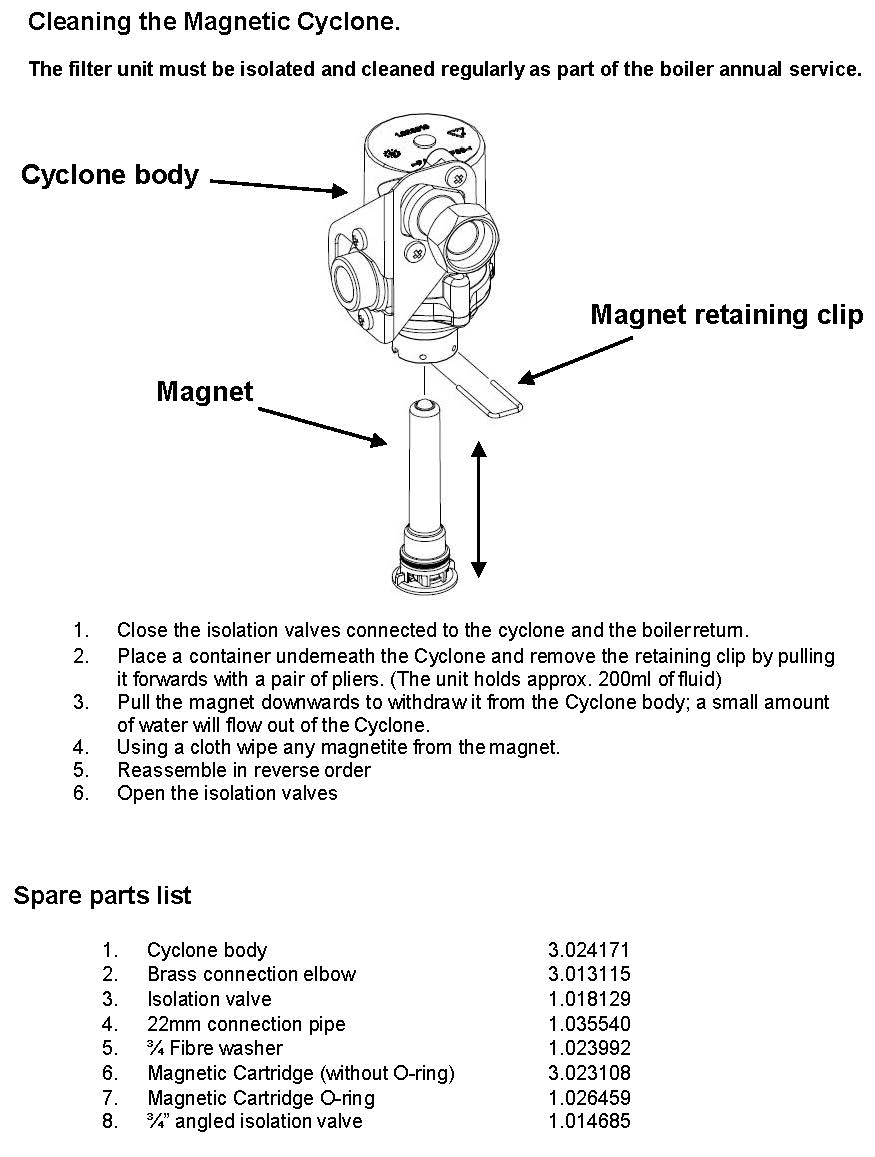 Cleaning the Magnetic Cyclone.
The filter unit must be isolated and cleaned regularly as part of the boiler annual service.
Cyclone body
Magnet retaining clip
Magnet
1. Close the isolation valves connected to the cyclone and the boiler return.
2. Place a container underneath the Cyclone and remove the retaining clip by pulling
it forwards with a pair of pliers. (The unit holds approx. 200ml of fluid)
3. Pull the magnet downwards to withdraw it from the Cyclone body; a small amount
of water will flow out of the Cyclone.
4. Using a cloth wipe any magnetite from the magnet.
5. Reassemble in reverse order
6. Open the isolation valves
Spare parts list
1. Cyclone body 3.024171
2. Brass connection elbow 3.013115
3. Isolation valve 1.018129
4. 22mm connection pipe 1.035540
5. ¾ Fibre washer 1.023992
6. Magnetic Cartridge (without O-ring) 3.023108
7. Magnetic Cartridge O-ring 1.026459
8. ¾” angled isolation valve 1.014685